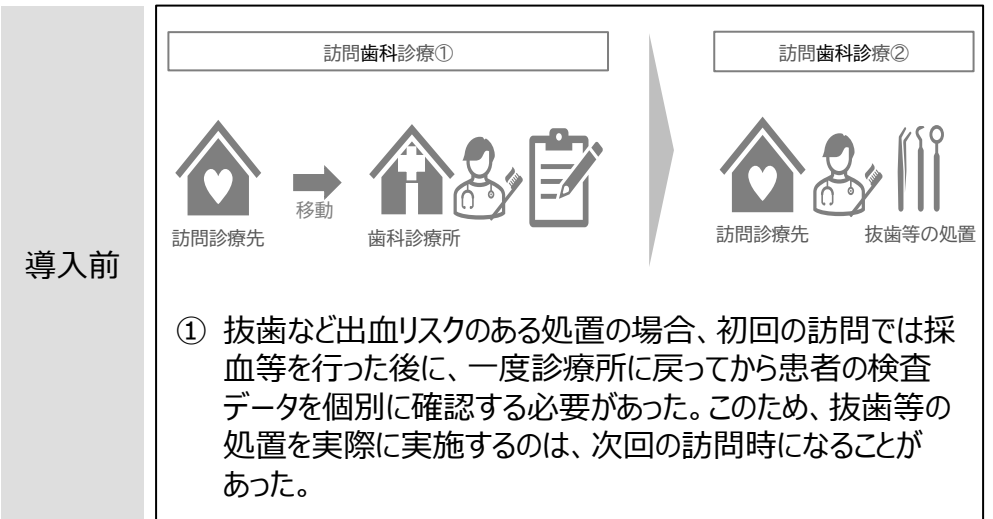 導入前
訪問歯科診療①
訪問歯科診療②
移動
訪問診療先
歯科診療所
訪問診療先
抜歯等の処置
① 抜歯など出血リスクのある処置の場合、初回の訪問では採
血等を行った後に、一度診療所に戻ってから患者の検査
データを個別に確認する必要があった。このため、抜歯等の
処置を実際に実施するのは、次回の訪問時になることが
あった。